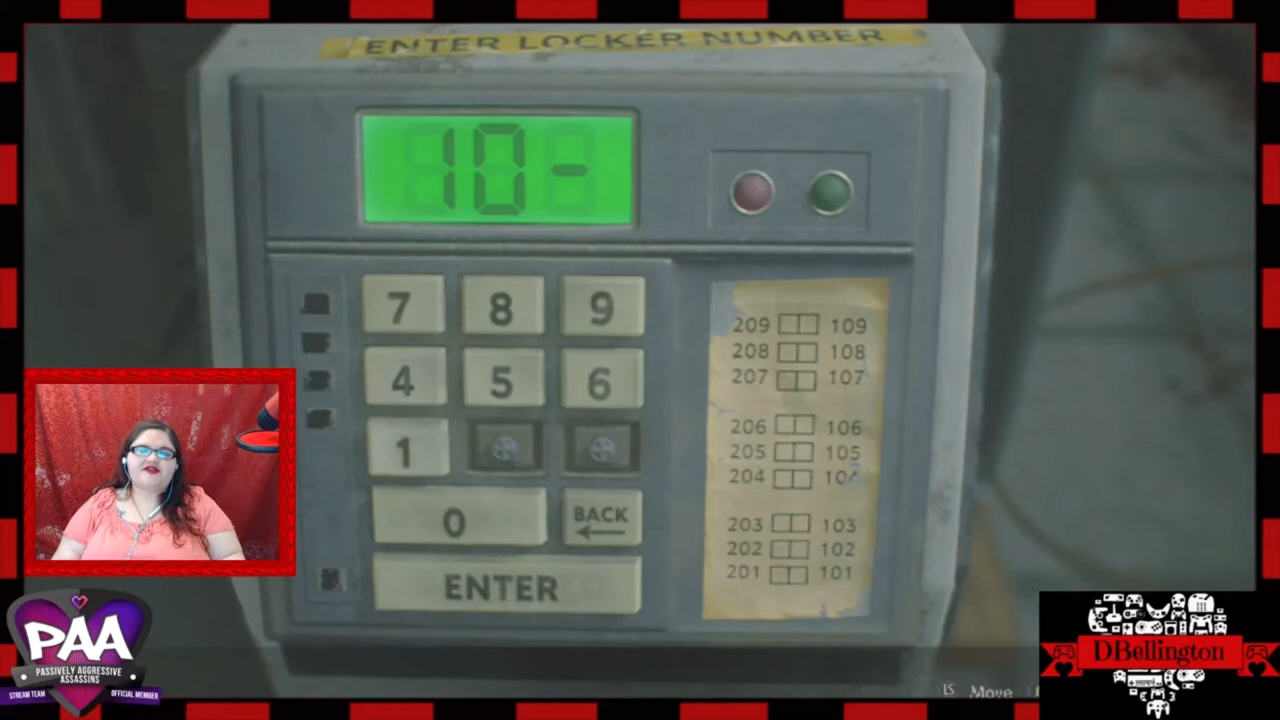 ENTER LOCKER NUMBER
10-
7 8 9
4 5 6
1
0 BACK
ENTER
209 109
208 108
207 107
206 106
205 105
204 104
203 103
202 102
201 101
PAA
PASSIVELY AGGRESSIVE
ASSASSINS
STREAM TEAM OFFICIAL MEMBER
DBellington
LS Move